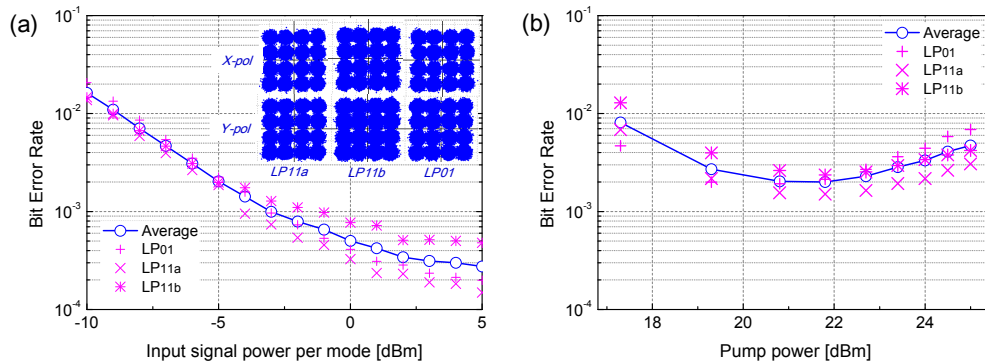 (a)
10^-1
10^-2
10^-3
10^-4
Bit Error Rate
X-pol
Y-pol
LP11a
LP11b
LP01
Average
LP01
LP11a
LP11b
-10
-5
0
5
Input signal power per mode [dBm]
(b)
10^-1
10^-2
10^-3
10^-4
Bit Error Rate
Average
LP01
LP11a
LP11b
18
20
22
24
Pump power [dBm]